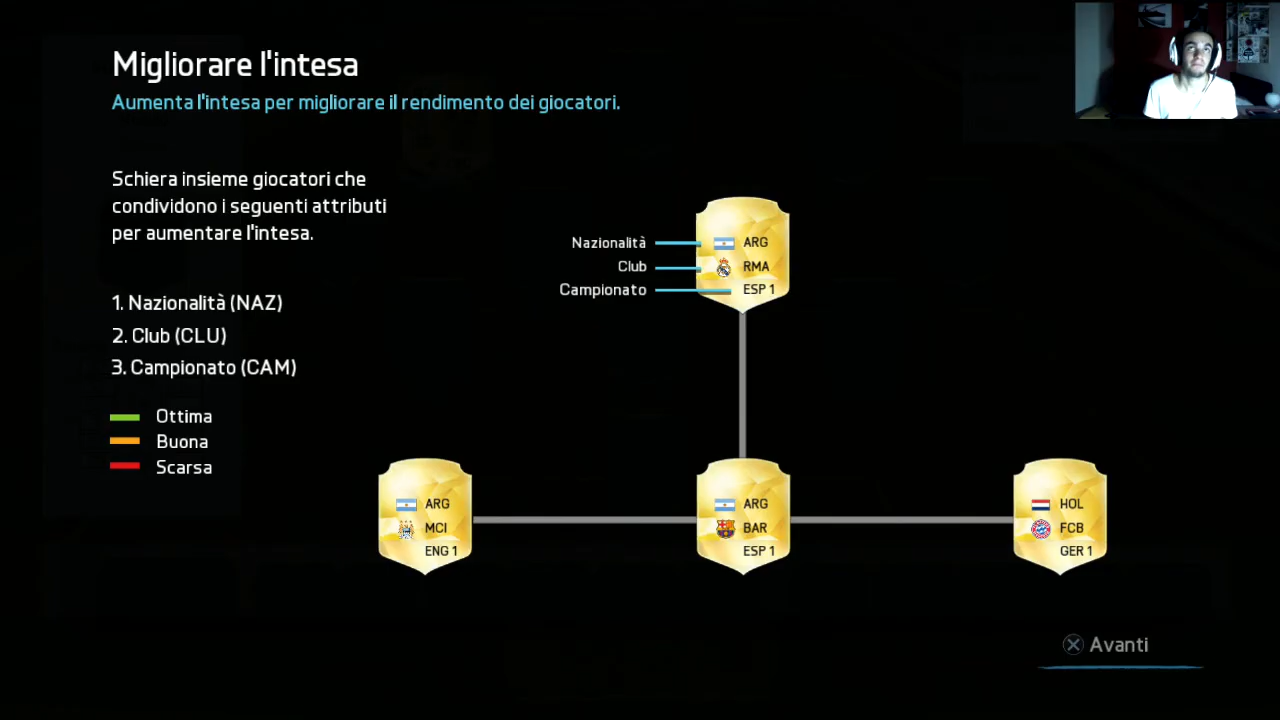 Migliorare l'intesa
Aumenta l'intesa per migliorare il rendimento dei giocatori.
Schiera insieme giocatori che
condividono i seguenti attributi
per aumentare l'intesa.
1. Nazionalità (NAZ)
2. Club (CLU)
3. Campionato (CAM)
Ottima
Buona
Scarsa
Nazionalità
Club
Campionato
ARG
RMA
ESP 1
ARG
MCI
ENG 1
ARG
BAR
ESP 1
HOL
FCB
GER 1
Avanti